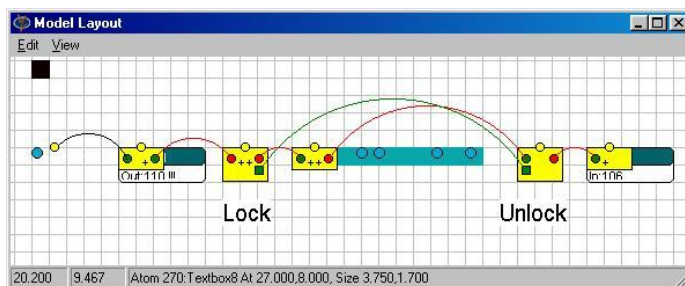 Model Layout
Edit View
Out:110
In:106
Lock
Unlock
20.200 9.467 Atom 270:Textbox8 At 27.000,8.000, Size 3.750,1.700